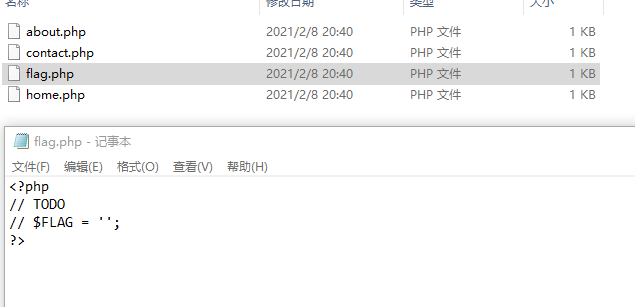 名称 修改日期 类型 大小
about.php 2021/2/8 20:40 PHP 文件 1 KB
contact.php 2021/2/8 20:40 PHP 文件 1 KB
flag.php 2021/2/8 20:40 PHP 文件 1 KB
home.php 2021/2/8 20:40 PHP 文件 1 KB
flag.php - 记事本
文件(F) 编辑(E) 格式(O) 查看(V) 帮助(H)
<?php
// TODO
// $FLAG = '';
?>